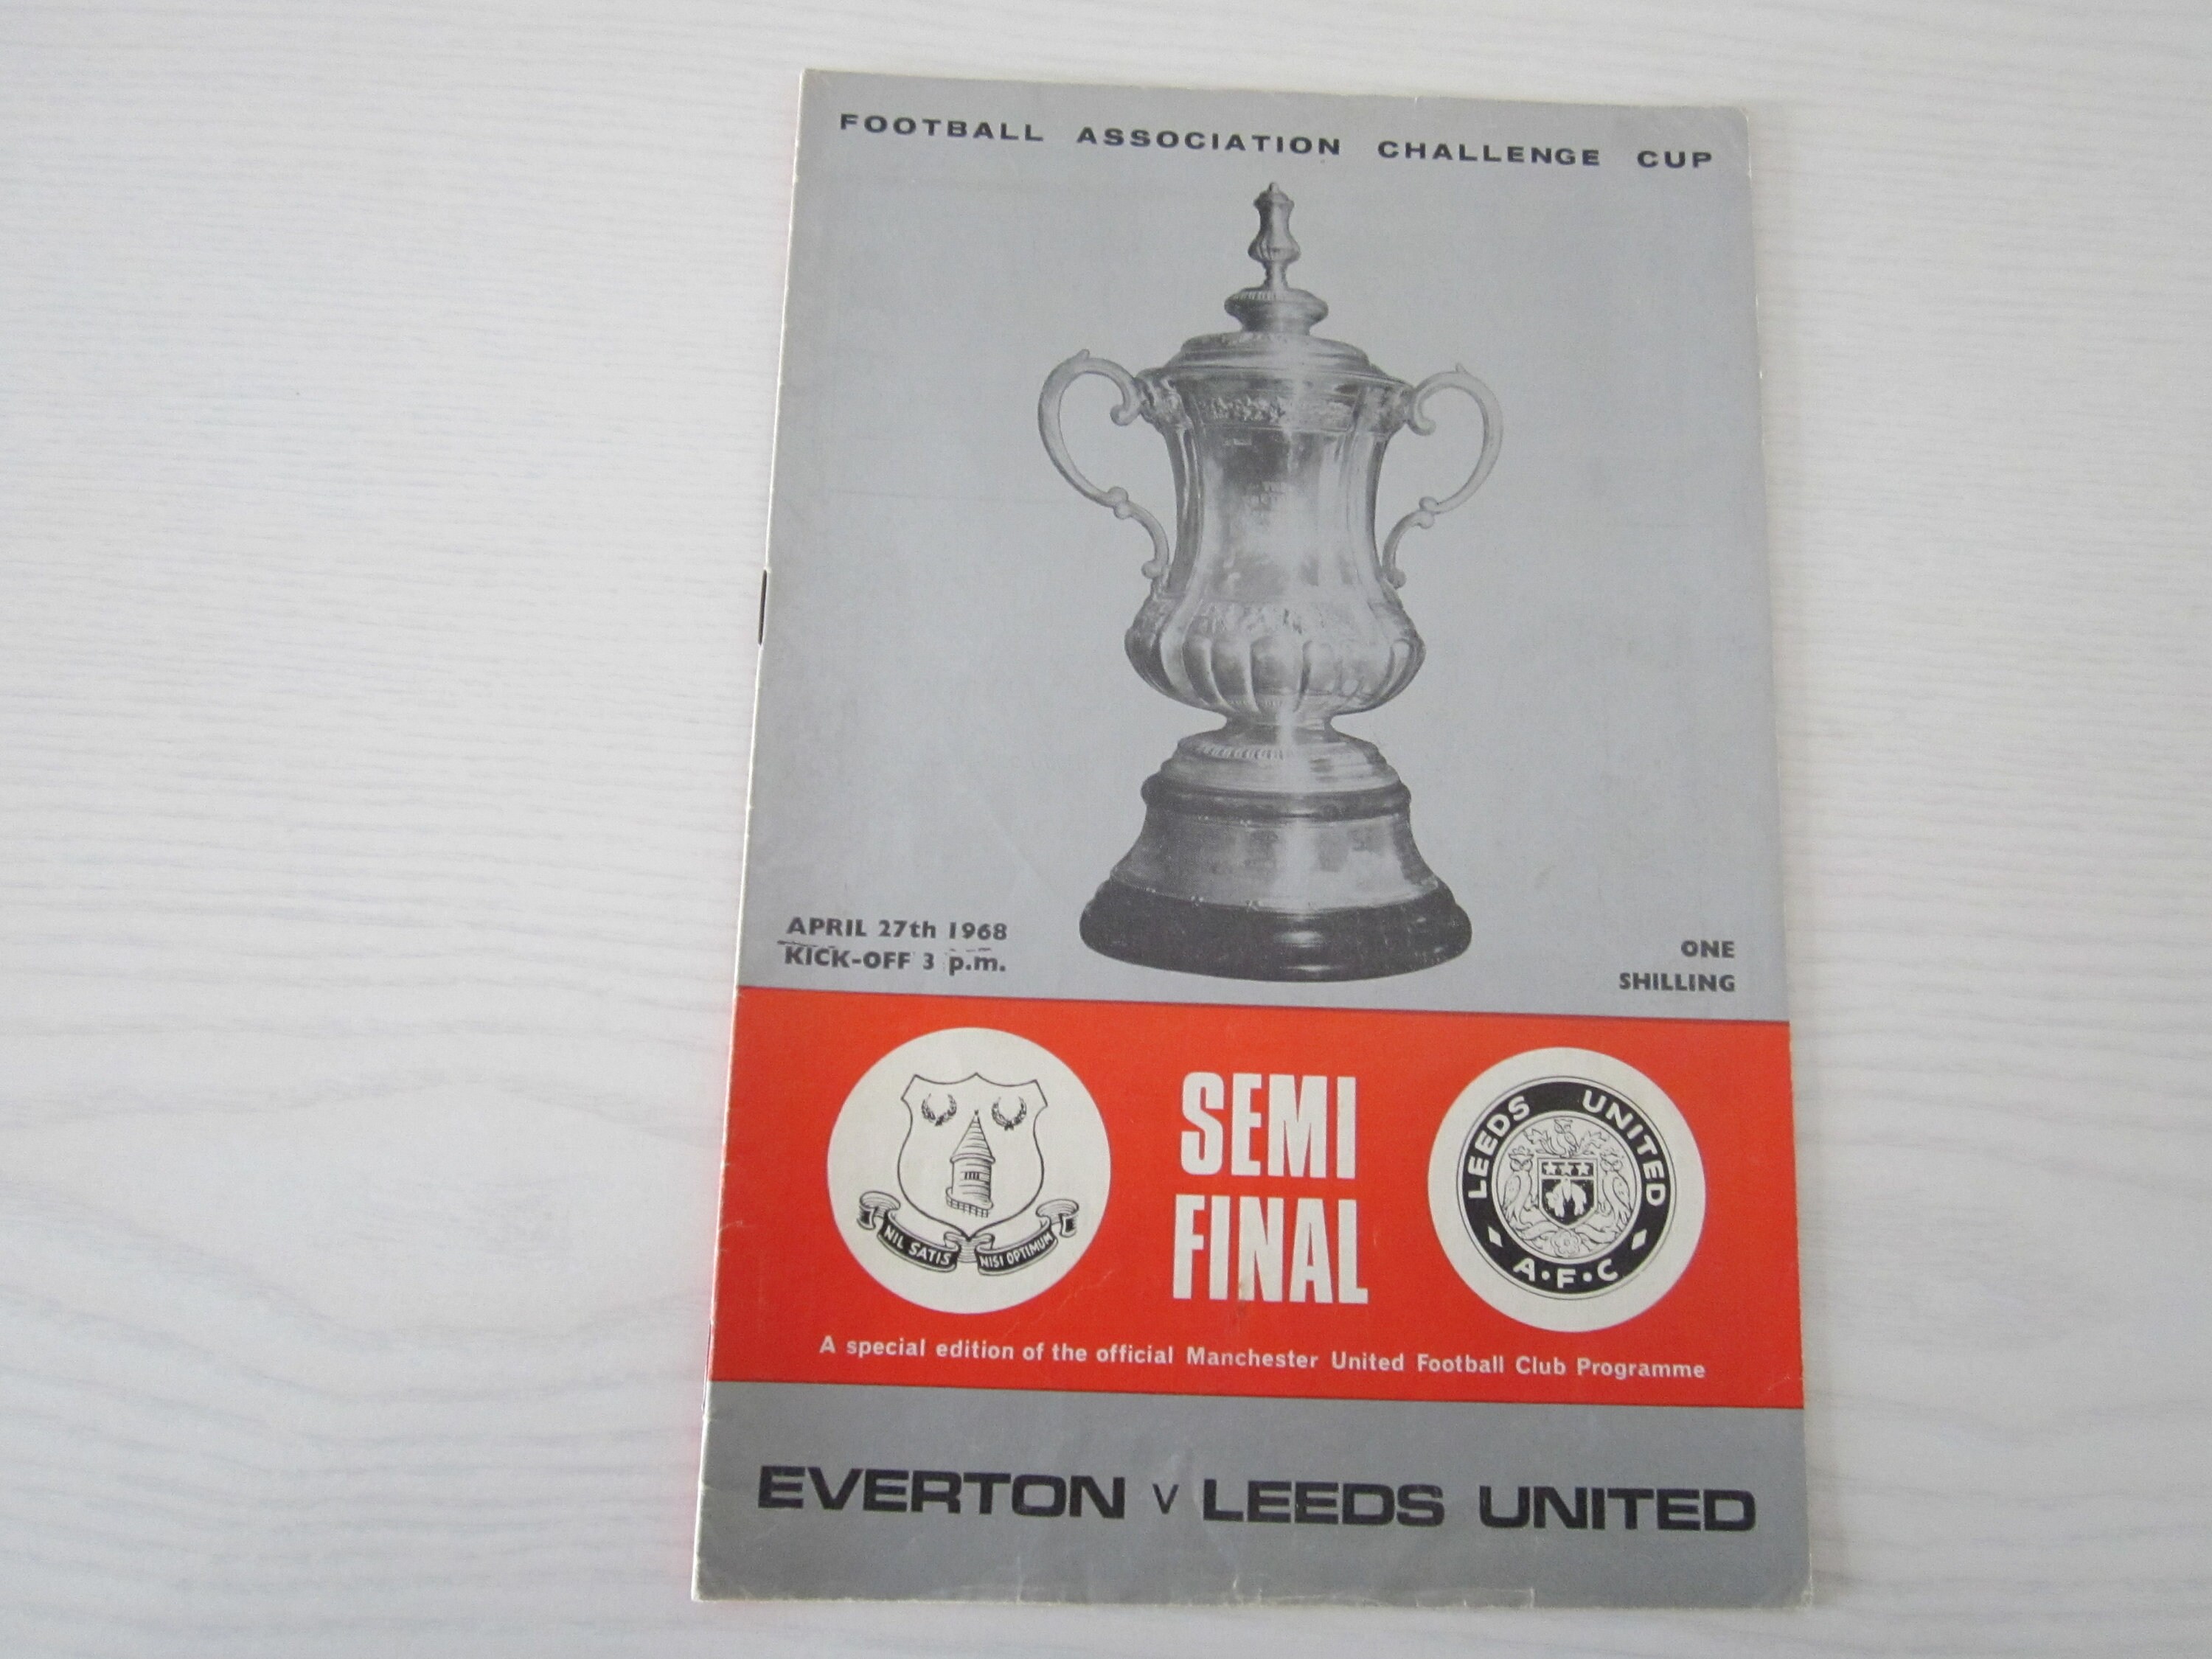 FOOTBALL ASSOCIATION CHALLENGE CUP
APRIL 27th 1968
KICK-OFF 3 p.m.
ONE
SHILLING
NIL SATIS NISI OPTIMUM
SEMI
FINAL
LEEDS UNITED
A·F·C
A special edition of the official Manchester United Football Club Programme
EVERTON v LEEDS UNITED